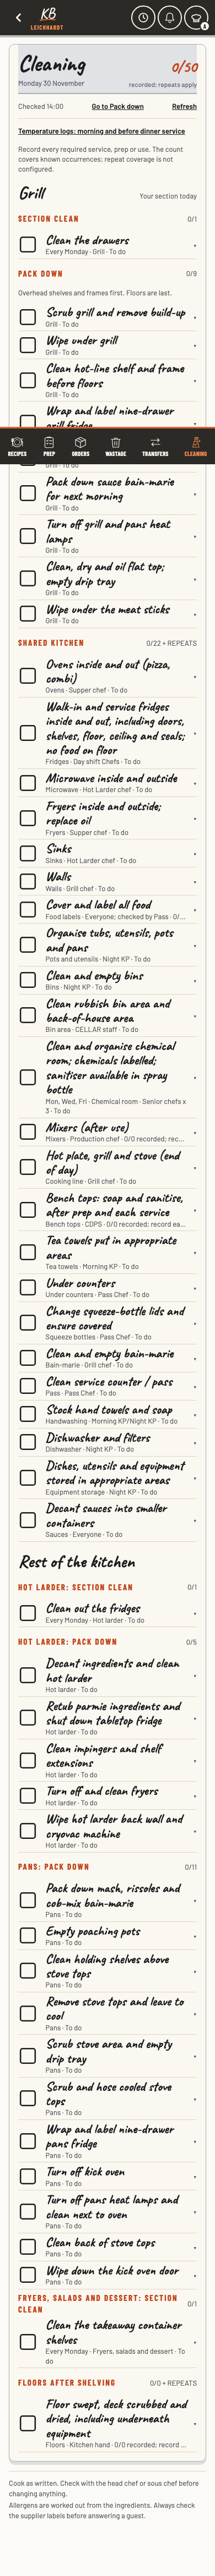 KB
LEICHHARDT
Cleaning
0/50
Monday 30 November
recorded; repeats apply
Checked 14:00
Go to Pack down
Refresh
Temperature logs: morning and before dinner service
Record every required service, prep or use. The count
covers known occurrences; repeat coverage is not
configured.
Grill
Your section today
SECTION CLEAN
0/1
Clean the drawers
Every Monday · Grill · To do
PACK DOWN
0/9
Overhead shelves and frames first. Floors are last.
Scrub grill and remove build-up
Grill · To do
Wipe under grill
Grill · To do
Clean hot-line shelf and frame
before floors
Grill · To do
Wrap and label nine-drawer
grill fridge
RECIPES
PREP
ORDERS
WASTAGE
TRANSFERS
CLEANING
Grill · To do
Pack down sauce bain-marie
for next morning
Grill · To do
Turn off grill and pans heat
lamps
Grill · To do
Clean, dry and oil flat top;
empty drip tray
Grill · To do
Wipe under the meat sticks
Grill · To do
SHARED KITCHEN
0/22 + REPEATS
Ovens inside and out (pizza,
combi)
Ovens · Supper chef · To do
Walk-in and service fridges
inside and out, including doors,
shelves, floor, ceiling and seals;
no food on floor
Fridges · Day shift Chefs · To do
Microwave inside and outside
Microwave · Hot Larder chef · To do
Fryers inside and outside;
replace oil
Fryers · Supper chef · To do
Sinks
Sinks · Hot Larder chef · To do
Walls
Walls · Grill chef · To do
Cover and label all food
Food labels · Everyone; checked by Pass · 0/...
Organise tubs, utensils, pots
and pans
Pots and utensils · Night KP · To do
Clean and empty bins
Bins · Night KP · To do
Clean rubbish bin area and
back-of-house area
Bin area · CELLAR staff · To do
Clean and organise chemical
room; chemicals labelled;
sanitiser available in spray
bottle
Mon, Wed, Fri · Chemical room · Senior chefs x
3 · To do
Mixers (after use)
Mixers · Production chef · 0/0 recorded; rec...
Hot plate, grill and stove (end
of day)
Cooking line · Grill chef · To do
Bench tops: soap and sanitise,
after prep and each service
Bench tops · CDPS · 0/0 recorded; record ea...
Tea towels put in appropriate
areas
Tea towels · Morning KP · To do
Under counters
Under counters · Pass Chef · To do
Change squeeze-bottle lids and
ensure covered
Squeeze bottles · Pass Chef · To do
Clean and empty bain-marie
Bain-marie · Grill chef · To do
Clean service counter / pass
Pass · Pass Chef · To do
Stock hand towels and soap
Handwashing · Morning KP/Night KP · To do
Dishwasher and filters
Dishwasher · Night KP · To do
Dishes, utensils and equipment
stored in appropriate areas
Equipment storage · Night KP · To do
Decant sauces into smaller
containers
Sauces · Everyone · To do
Rest of the kitchen
HOT LARDER: SECTION CLEAN
0/1
Clean out the fridges
Every Monday · Hot larder · To do
HOT LARDER: PACK DOWN
0/5
Decant ingredients and clean
hot larder
Hot larder · To do
Retub parmie ingredients and
shut down tabletop fridge
Hot larder · To do
Clean impingers and shelf
extensions
Hot larder · To do
Turn off and clean fryers
Hot larder · To do
Wipe hot larder back wall and
cryovac machine
Hot larder · To do
PANS: PACK DOWN
0/11
Pack down mash, rissoles and
cob-mix bain-marie
Pans · To do
Empty poaching pots
Pans · To do
Clean holding shelves above
stove tops
Pans · To do
Remove stove tops and leave to
cool
Pans · To do
Scrub stove area and empty
drip tray
Pans · To do
Scrub and hose cooled stove
tops
Pans · To do
Wrap and label nine-drawer
pans fridge
Pans · To do
Turn off kick oven
Pans · To do
Turn off pans heat lamps and
clean next to oven
Pans · To do
Clean back of stove tops
Pans · To do
Wipe down the kick oven door
Pans · To do
FRYERS, SALADS AND DESSERT: SECTION
CLEAN
0/1
Clean the takeaway container
shelves
Every Monday · Fryers, salads and dessert · To
do
FLOORS AFTER SHELVING
0/0 + REPEATS
Floor swept, deck scrubbed and
dried, including underneath
equipment
Floors · Kitchen hand · 0/0 recorded; record ...
Cook as written. Check with the head chef or sous chef before
changing anything.
Allergens are worked out from the ingredients. Always check
the supplier labels before answering a guest.